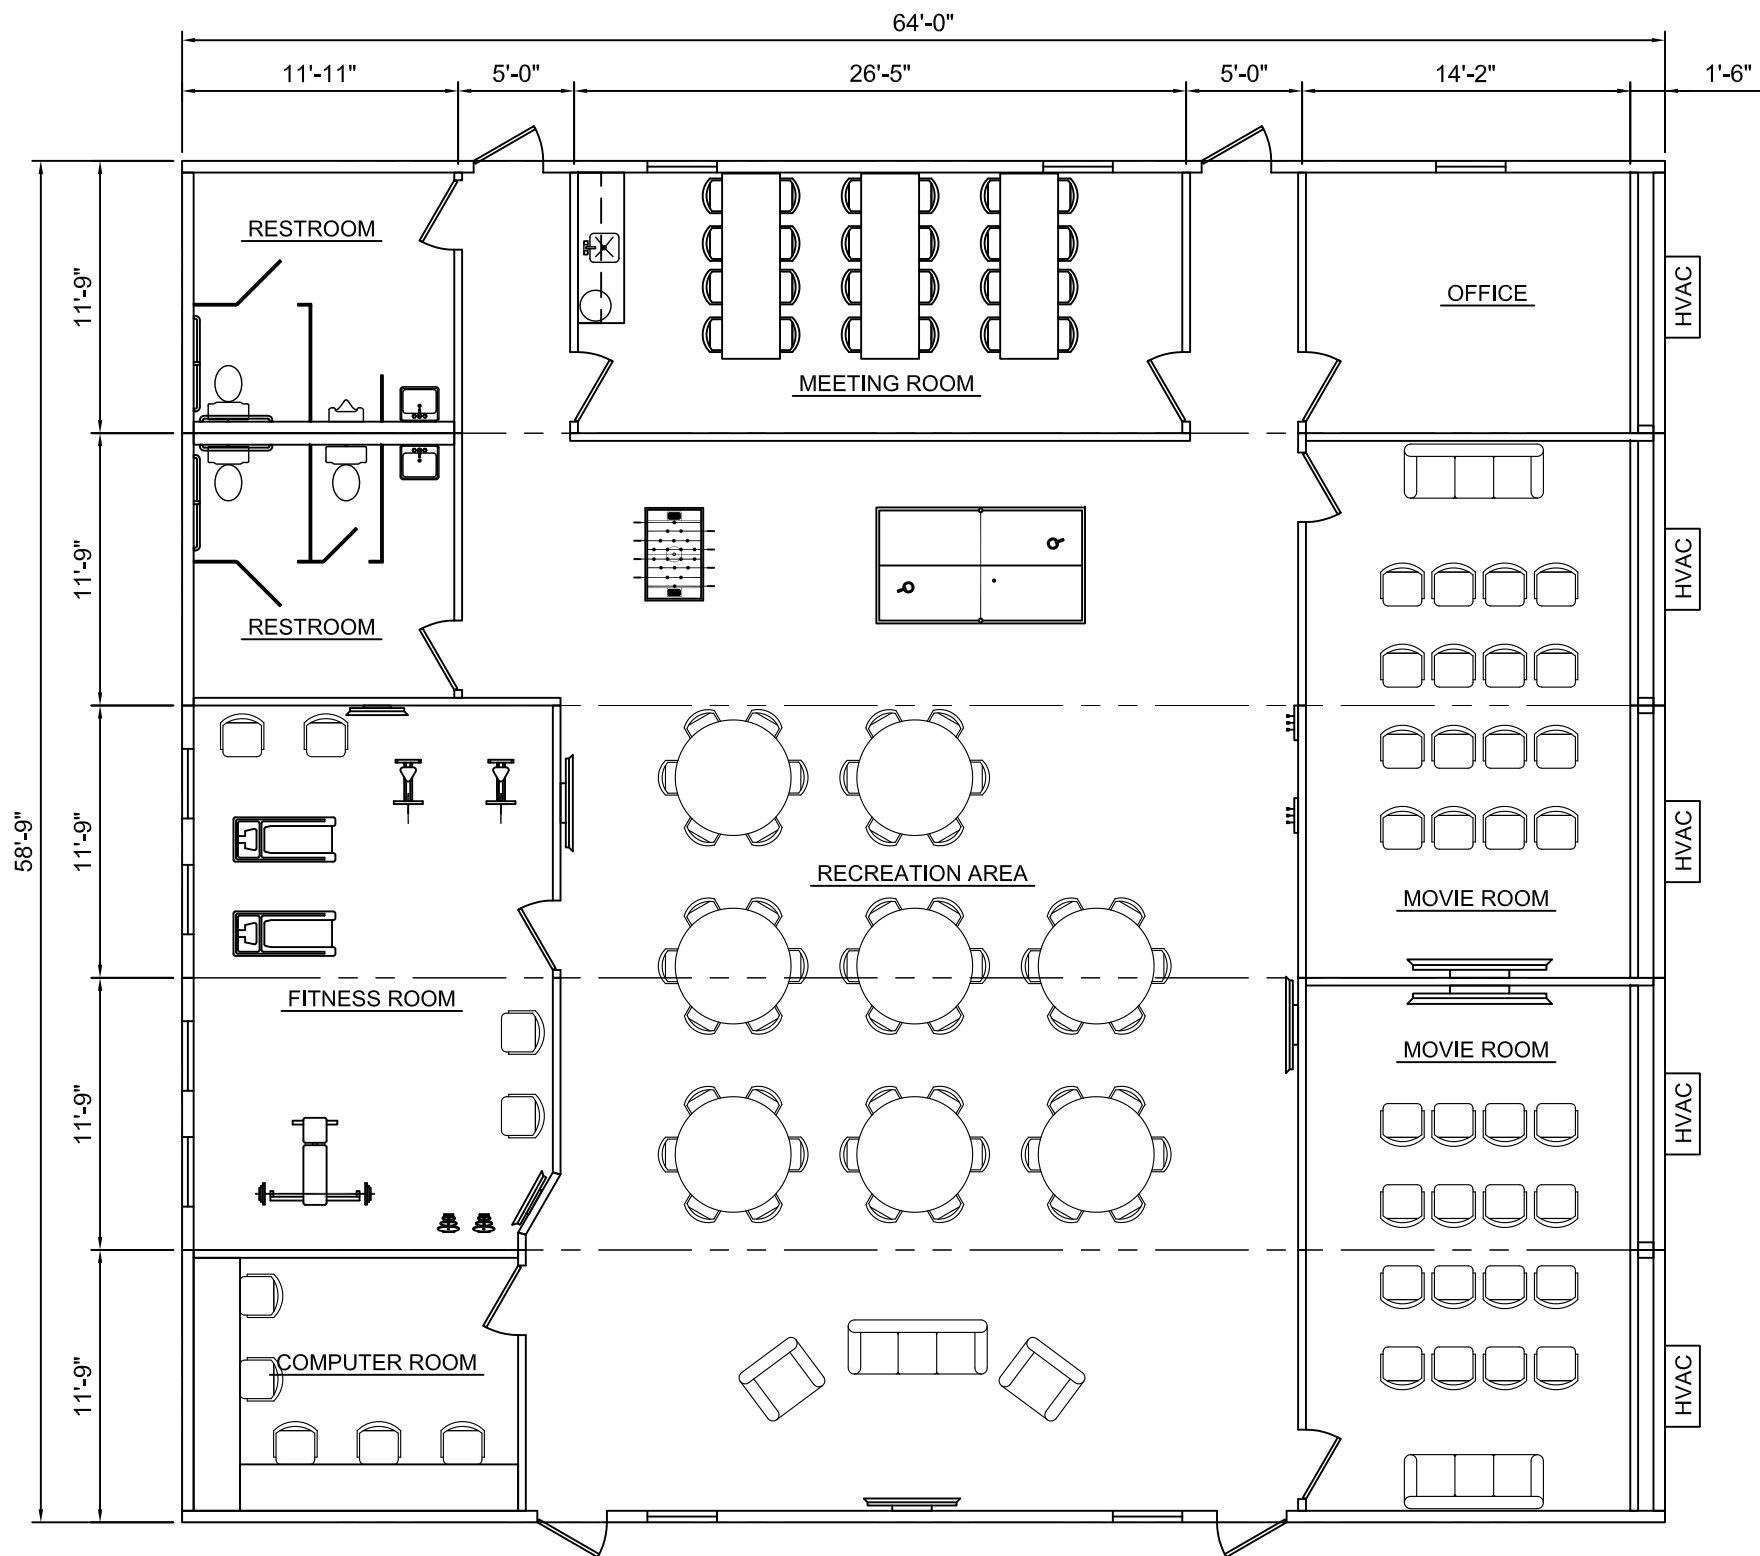 64'-0"
11'-11" 5'-0" 26'-5" 5'-0" 14'-2" 1'-6"
RESTROOM
11'-9"
OFFICE
HVAC
MEETING ROOM
11'-9"
HVAC
RESTROOM
58'-9"
11'-9"
RECREATION AREA
HVAC
MOVIE ROOM
FITNESS ROOM
MOVIE ROOM
11'-9"
HVAC
COMPUTER ROOM
11'-9"
HVAC